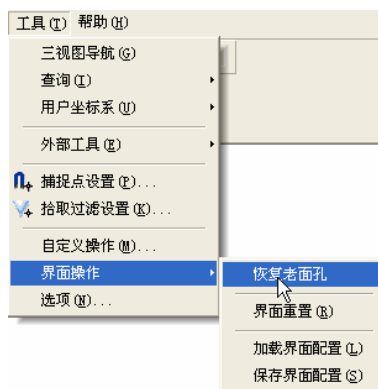 工具(T) 帮助(H)
三视图导航(G)
查询(I)
用户坐标系(U)
外部工具(E)
捕捉点设置(P)...
拾取过滤设置(K)...
自定义操作(M)...
界面操作
恢复老面孔
选项(N)...
界面重置(R)
加载界面配置(L)
保存界面配置(S)